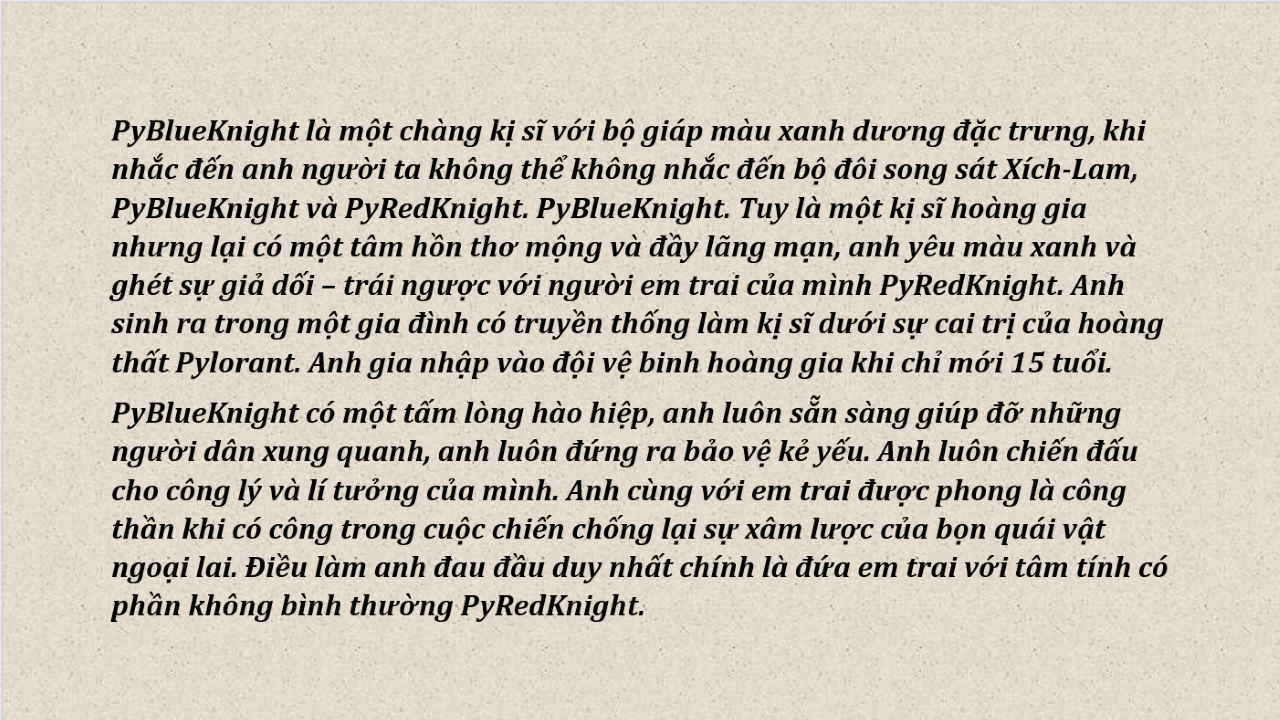 PyBlueKnight là một chàng kị sĩ với bộ giáp màu xanh dương đặc trưng, khi
nhắc đến anh người ta không thể không nhắc đến bộ đôi song sát Xích-Lam,
PyBlueKnight và PyRedKnight. PyBlueKnight. Tuy là một kị sĩ hoàng gia
nhưng lại có một tâm hồn thơ mộng và đầy lãng mạn, anh yêu màu xanh và
ghét sự giả dối – trái ngược với người em trai của mình PyRedKnight. Anh
sinh ra trong một gia đình có truyền thống làm kị sĩ dưới sự cai trị của hoàng
thất Pylorant. Anh gia nhập vào đội vệ binh hoàng gia khi chỉ mới 15 tuổi.
PyBlueKnight có một tấm lòng hào hiệp, anh luôn sẵn sàng giúp đỡ những
người dân xung quanh, anh luôn đứng ra bảo vệ kẻ yếu. Anh luôn chiến đấu
cho công lý và lí tưởng của mình. Anh cùng với em trai được phong là công
thần khi có công trong cuộc chiến chống lại sự xâm lược của bọn quái vật
ngoại lai. Điều làm anh đau đầu duy nhất chính là đứa em trai với tâm tính có
phần không bình thường PyRedKnight.